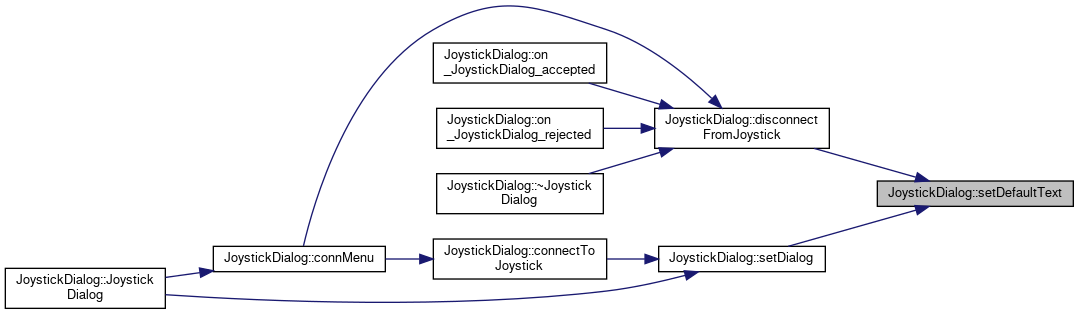 JoystickDialog::on
_JoystickDialog_accepted
JoystickDialog::on
_JoystickDialog_rejected
JoystickDialog::~Joystick
Dialog
JoystickDialog::disconnect
FromJoystick
JoystickDialog::setDefaultText
JoystickDialog::connMenu
JoystickDialog::connectTo
Joystick
JoystickDialog::setDialog
JoystickDialog::Joystick
Dialog